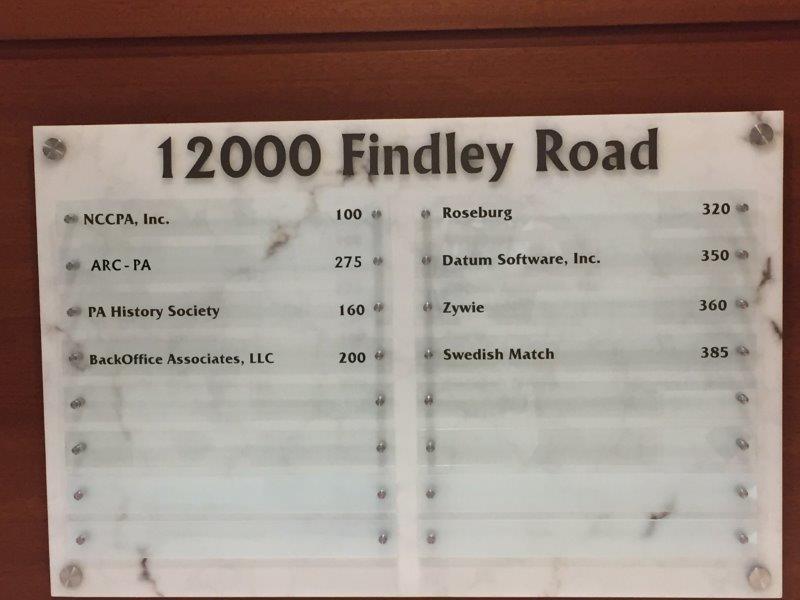 12000 Findley Road
NCCPA, Inc. 100
ARC-PA 275
PA History Society 160
BackOffice Associates, LLC 200
Roseburg 320
Datum Software, Inc. 350
Zywie 360
Swedish Match 385